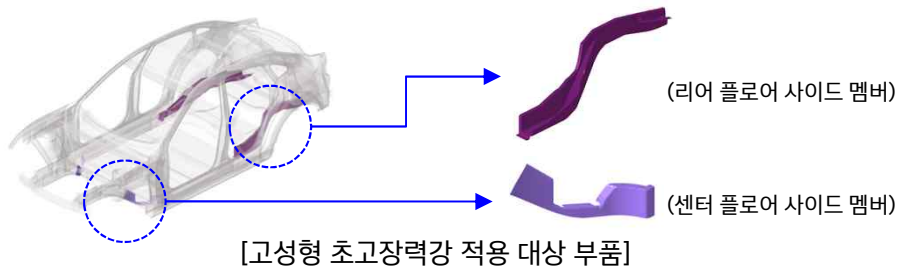 (리어 플로어 사이드 멤버)
(센터 플로어 사이드 멤버)
[고성형 초고장력강 적용 대상 부품]